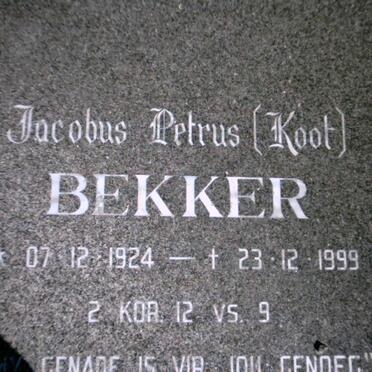 Jacobus Petrus (Koot)
BEKKER
* 07·12·1924 — † 23·12·1999
2 KOR. 12 VS. 9
GENADE IS VIR JOU GENOEG"